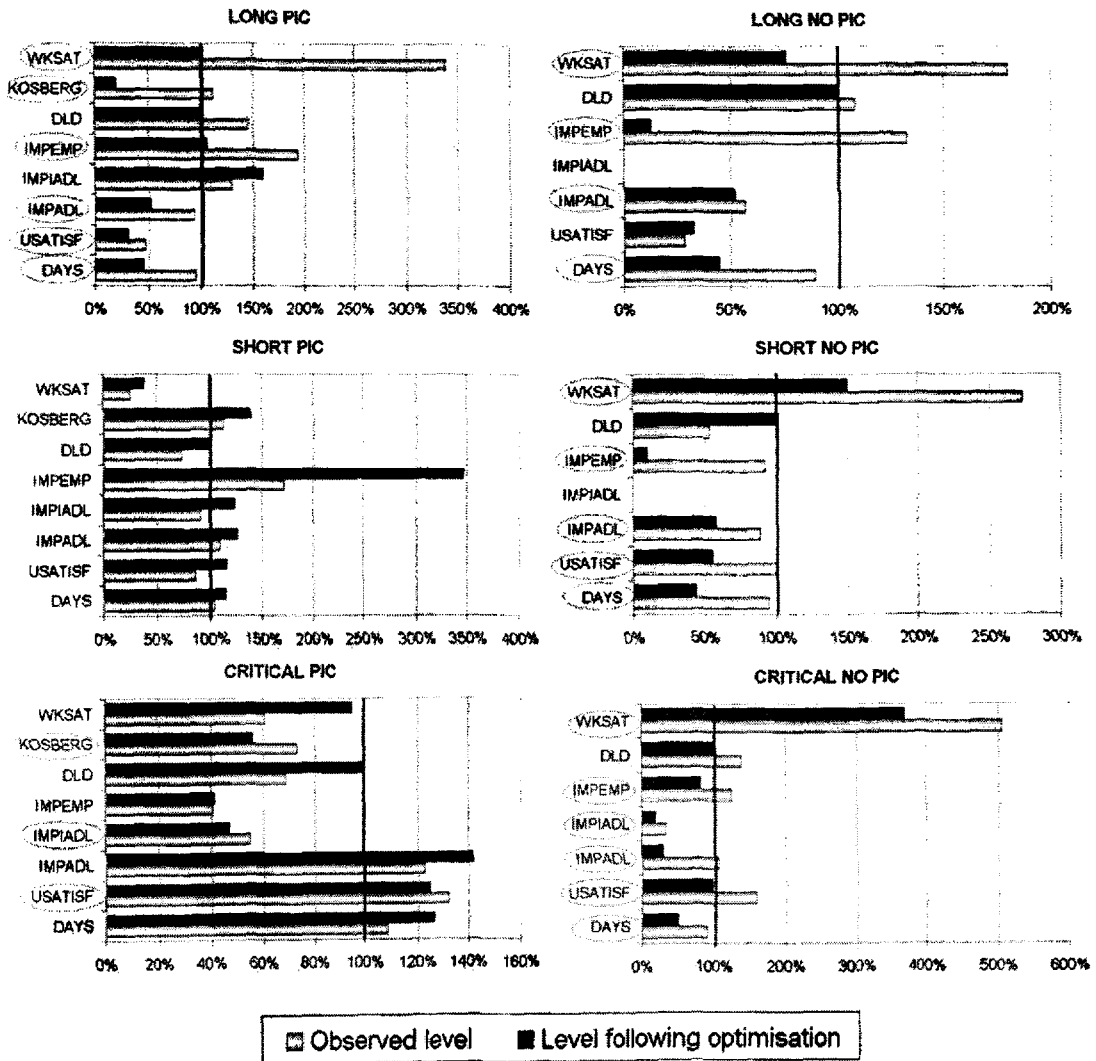 LONG PIC
WKSAT
KOSBERG
DLD
IMPEMP
IMPIADL
IMPADL
USATISF
DAYS
0% 50% 100% 150% 200% 250% 300% 350% 400%
LONG NO PIC
WKSAT
DLD
IMPEMP
IMPIADL
IMPADL
USATISF
DAYS
0% 50% 100% 150% 200%
SHORT PIC
WKSAT
KOSBERG
DLD
IMPEMP
IMPIADL
IMPADL
USATISF
DAYS
0% 50% 100% 150% 200% 250% 300% 350% 400%
SHORT NO PIC
WKSAT
DLD
IMPEMP
IMPIADL
IMPADL
USATISF
DAYS
0% 50% 100% 150% 200% 250% 300%
CRITICAL PIC
WKSAT
KOSBERG
DLD
IMPEMP
IMPIADL
IMPADL
USATISF
DAYS
0% 20% 40% 60% 80% 100% 120% 140% 160%
CRITICAL NO PIC
WKSAT
DLD
IMPEMP
IMPIADL
IMPADL
USATISF
DAYS
0% 100% 200% 300% 400% 500% 600%
Observed level Level following optimisation